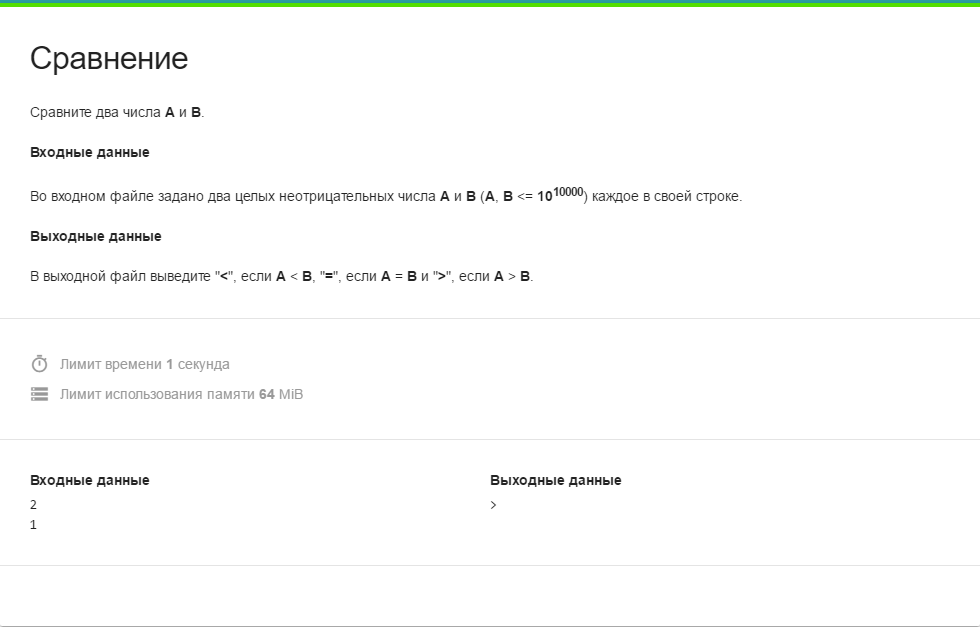 Сравнение
Сравните два числа A и B.
Входные данные
Во входном файле задано два целых неотрицательных числа A и B (A, B <= 10^10000) каждое в своей строке.
Выходные данные
В выходной файл выведите "<", если A < B, "=", если A = B и ">", если A > B.
Лимит времени 1 секунда
Лимит использования памяти 64 MiB
Входные данные
2
1
Выходные данные
>